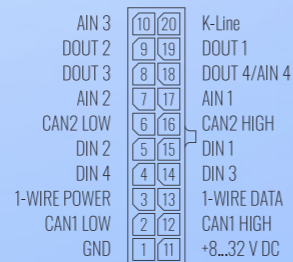 AIN 3 10 20 K-Line
DOUT 2 9 19 DOUT 1
DOUT 3 8 18 DOUT 4/AIN 4
AIN 2 7 17 AIN 1
CAN2 LOW 6 16 CAN2 HIGH
DIN 2 5 15 DIN 1
DIN 4 4 14 DIN 3
1-WIRE POWER 3 13 1-WIRE DATA
CAN1 LOW 2 12 CAN1 HIGH
GND 1 11 +8...32 V DC